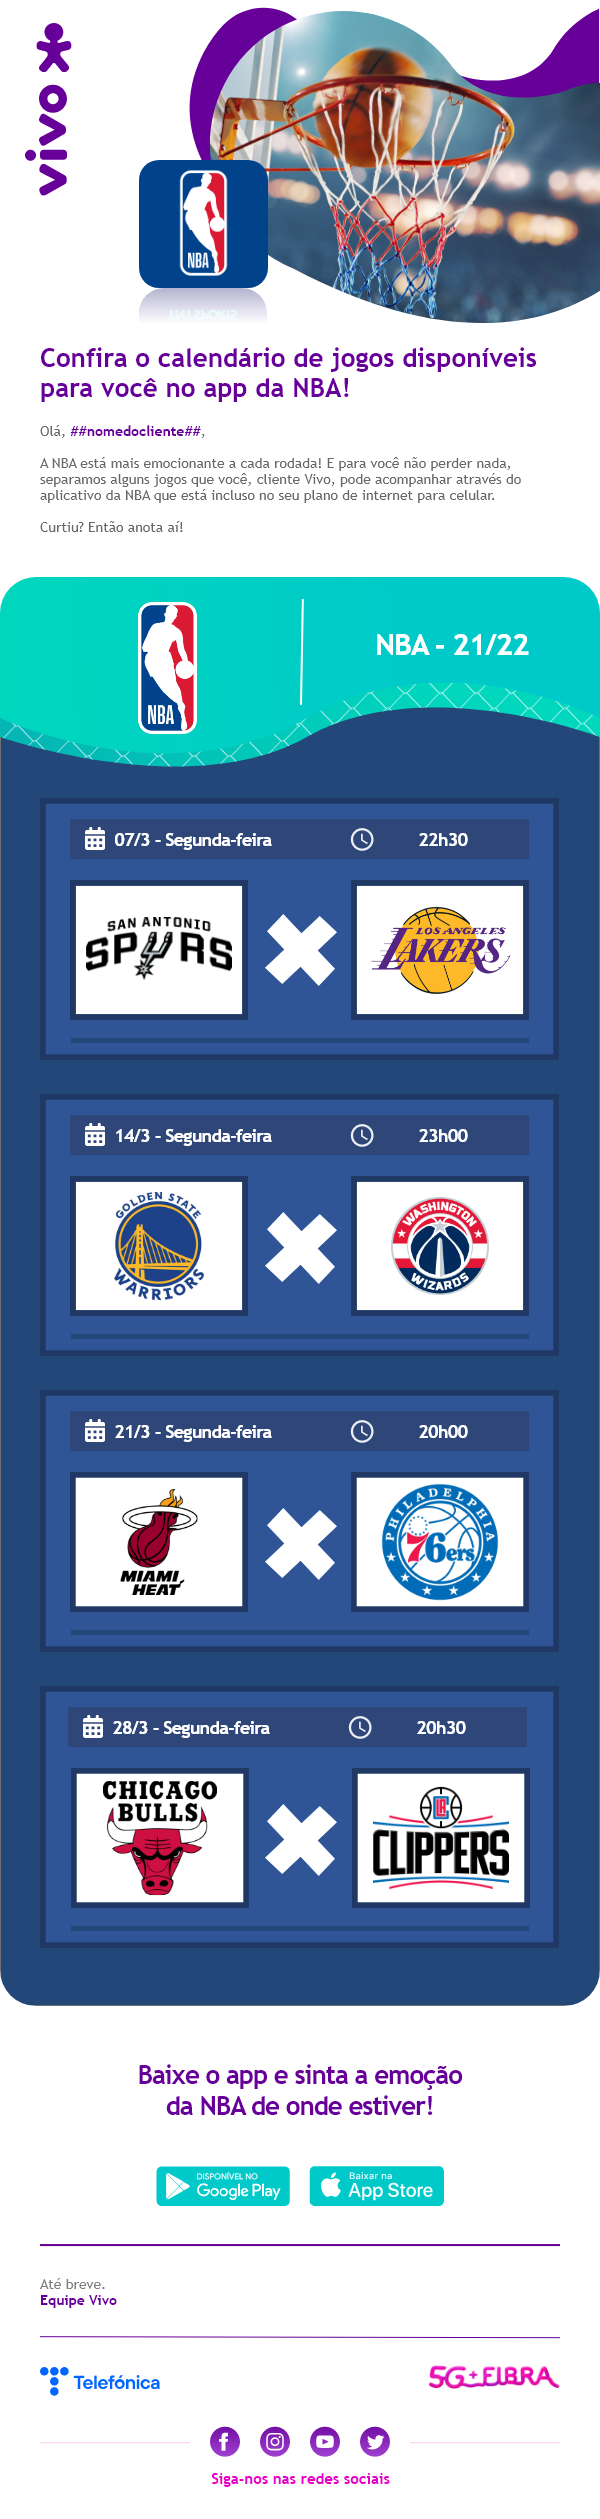 vivo
NBA
Confira o calendário de jogos disponíveis
para você no app da NBA!
Olá, ##nomedocliente##,
A NBA está mais emocionante a cada rodada! E para você não perder nada,
separamos alguns jogos que você, cliente Vivo, pode acompanhar através do
aplicativo da NBA que está incluso no seu plano de internet para celular.
Curtiu? Então anota aí!
NBA
NBA - 21/22
07/3 - Segunda-feira
22h30
SAN ANTONIO
SPURS
LOS ANGELES
LAKERS
14/3 - Segunda-feira
23h00
GOLDEN STATE
WARRIORS
WASHINGTON
WIZARDS
21/3 - Segunda-feira
20h00
MIAMI
HEAT
PHILADELPHIA
76ers
28/3 - Segunda-feira
20h30
CHICAGO
BULLS
LA
CLIPPERS
Baixe o app e sinta a emoção
da NBA de onde estiver!
DISPONÍVEL NO
Google Play
Baixar na
App Store
Até breve.
Equipe Vivo
Telefónica
5G+FIBRA
Siga-nos nas redes sociais